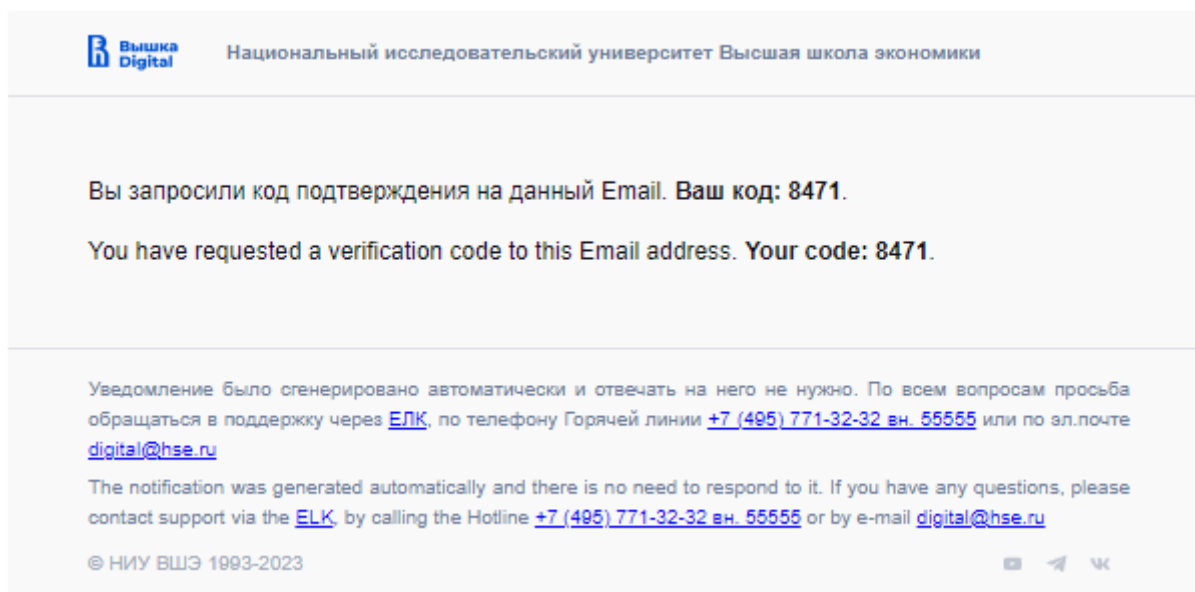 Вышка
Digital
Национальный исследовательский университет Высшая школа экономики
Вы запросили код подтверждения на данный Email. Ваш код: 8471.
You have requested a verification code to this Email address. Your code: 8471.
Уведомление было сгенерировано автоматически и отвечать на него не нужно. По всем вопросам просьба
обращаться в поддержку через ЕЛК, по телефону Горячей линии +7 (495) 771-32-32 вн. 55555 или по эл.почте
digital@hse.ru
The notification was generated automatically and there is no need to respond to it. If you have any questions, please
contact support via the ELK, by calling the Hotline +7 (495) 771-32-32 вн. 55555 or by e-mail digital@hse.ru
© НИУ ВШЭ 1993-2023